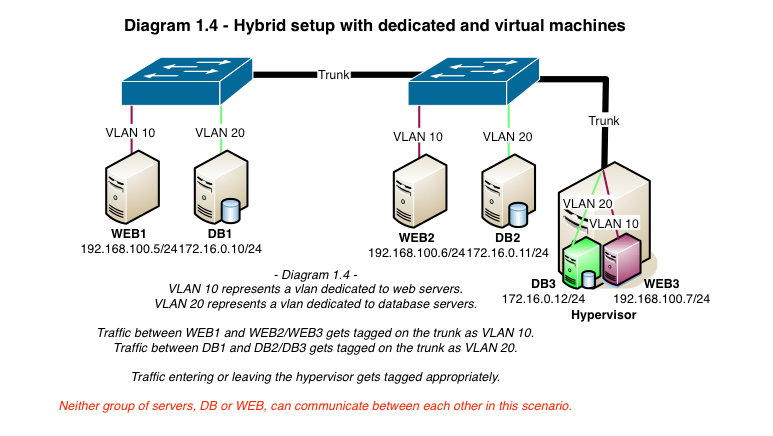 Diagram 1.4 - Hybrid setup with dedicated and virtual machines
Trunk
Trunk
VLAN 10
VLAN 20
VLAN 10
VLAN 20
VLAN 20
VLAN 10
WEB1
192.168.100.5/24
DB1
172.16.0.10/24
WEB2
192.168.100.6/24
DB2
172.16.0.11/24
DB3
172.16.0.12/24
WEB3
192.168.100.7/24
Hypervisor
- Diagram 1.4 -
VLAN 10 represents a vlan dedicated to web servers.
VLAN 20 represents a vlan dedicated to database servers.
Traffic between WEB1 and WEB2/WEB3 gets tagged on the trunk as VLAN 10.
Traffic between DB1 and DB2/DB3 gets tagged on the trunk as VLAN 20.
Traffic entering or leaving the hypervisor gets tagged appropriately.
Neither group of servers, DB or WEB, can communicate between each other in this scenario.